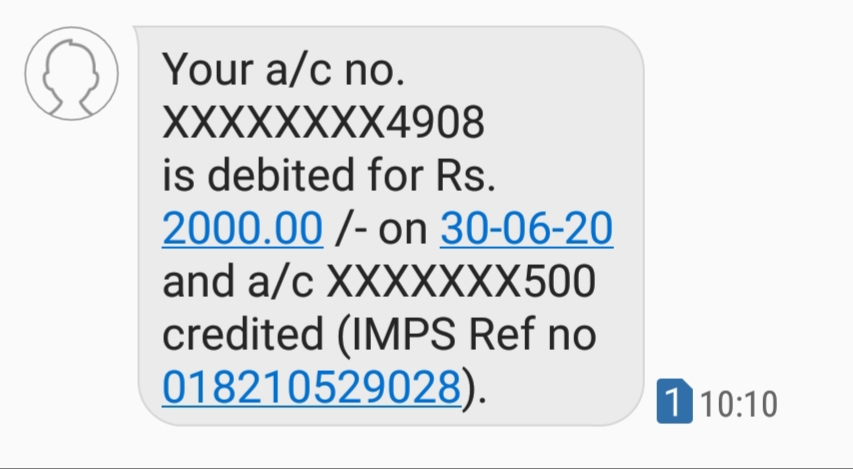 Your a/c no.
XXXXXXXX4908
is debited for Rs.
2000.00 /- on 30-06-20
and a/c XXXXXXX500
credited (IMPS Ref no
018210529028).
1 10:10